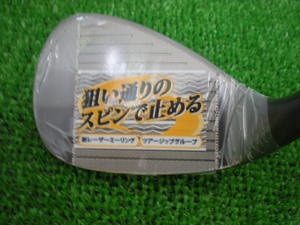 狙い通りの
スピンで止める
新レーザーミーリング ツアージップグルーブ